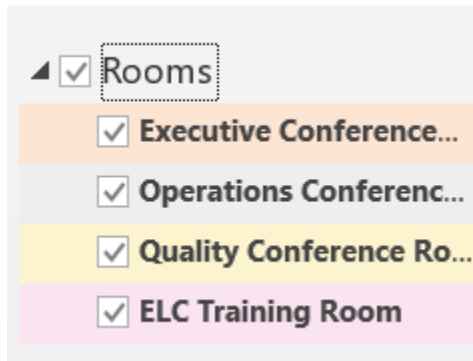 Rooms
Executive Conference...
Operations Conferenc...
Quality Conference Ro...
ELC Training Room